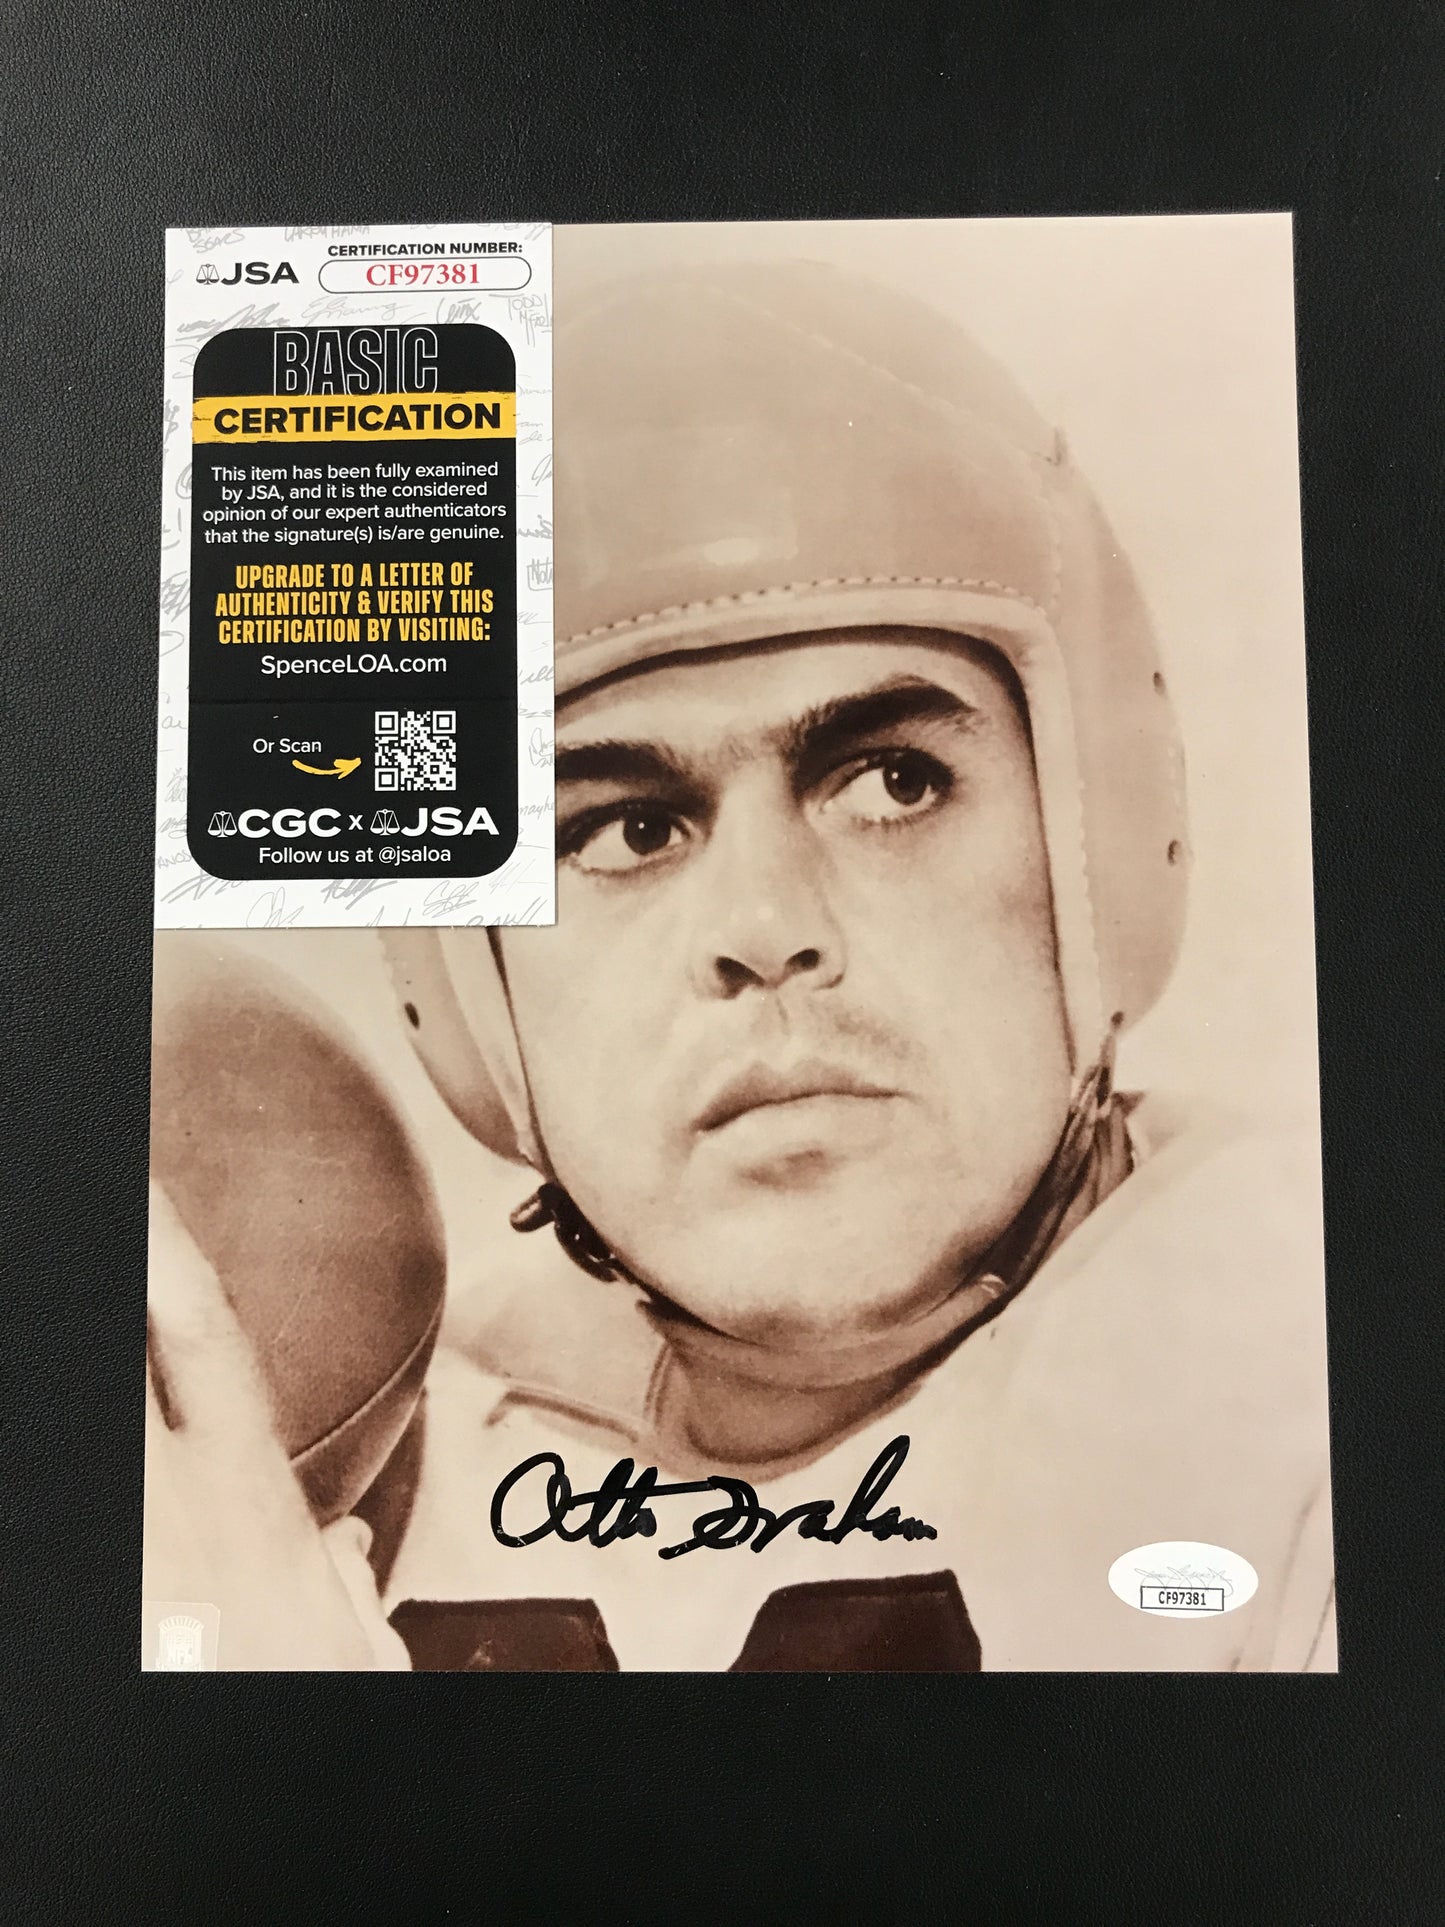 JSA
CERTIFICATION NUMBER:
CF97381
BASIC
CERTIFICATION
This item has been fully examined
by JSA, and it is the considered
opinion of our expert authenticators
that the signature(s) is/are genuine.
UPGRADE TO A LETTER OF
AUTHENTICITY & VERIFY THIS
CERTIFICATION BY VISITING:
SpenceLOA.com
Or Scan
CGC x JSA
Follow us at @jsaloa
Otto Graham
CF97381